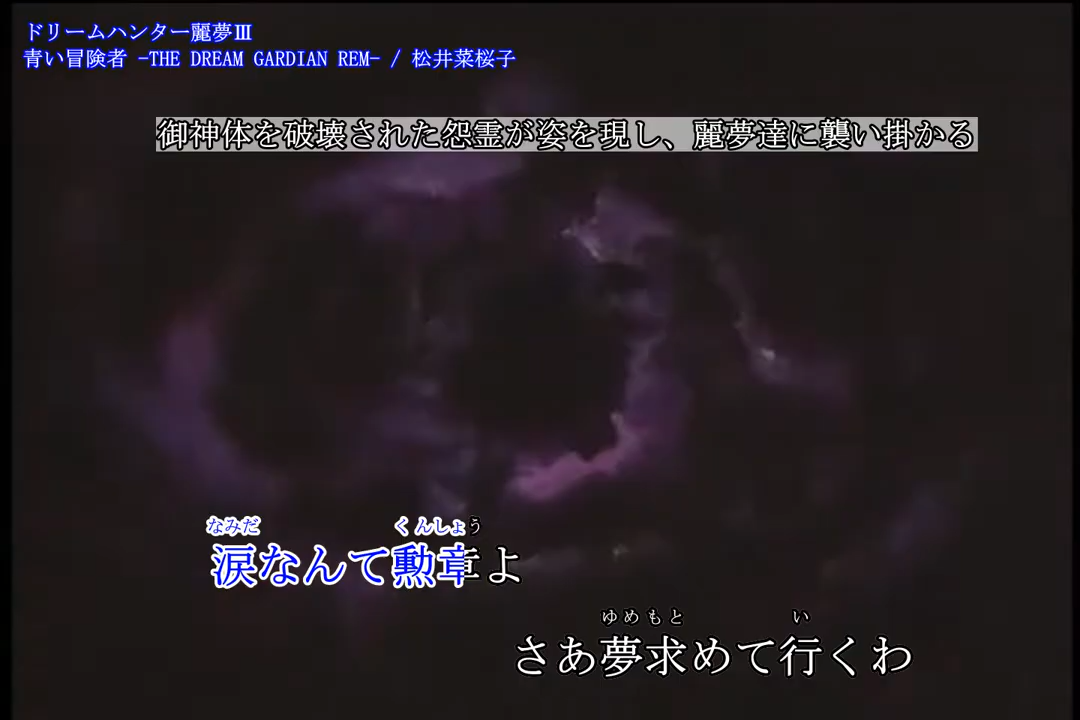 ドリームハンター麗夢Ⅲ
青い冒険者 -THE DREAM GARDIAN REM- / 松井菜桜子
御神体を破壊された怨霊が姿を現し、麗夢達に襲い掛かる
なみだ くんしょう
涙なんて勲章よ
ゆめもと い
さあ夢求めて行くわ